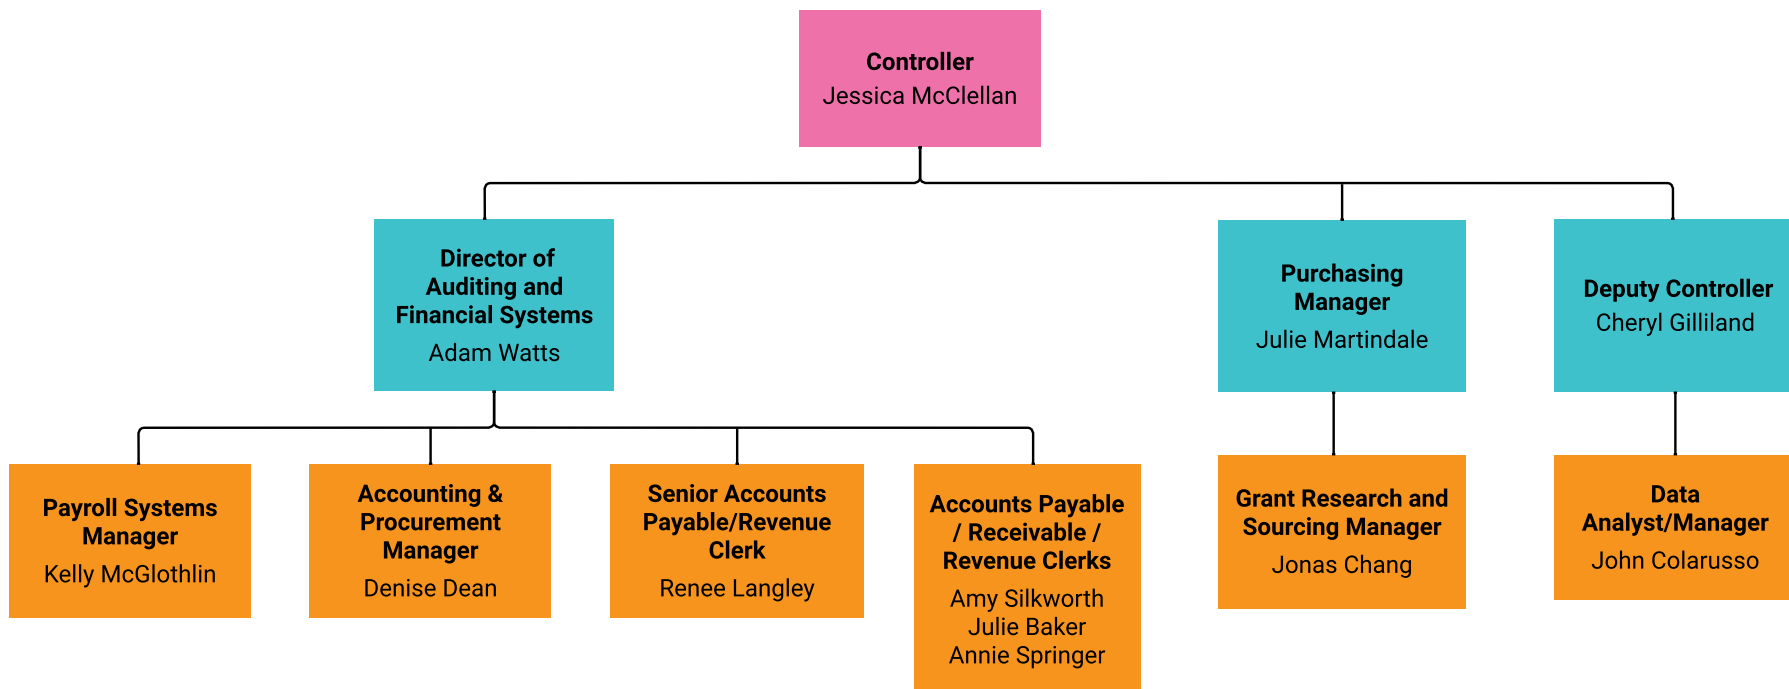 Controller
Jessica McClellan
Director of
Auditing and
Financial Systems
Adam Watts
Purchasing
Manager
Julie Martindale
Deputy Controller
Cheryl Gilliland
Payroll Systems
Manager
Kelly McGlothlin
Accounting &
Procurement
Manager
Denise Dean
Senior Accounts
Payable/Revenue
Clerk
Renee Langley
Accounts Payable
/ Receivable /
Revenue Clerks
Amy Silkworth
Julie Baker
Annie Springer
Grant Research and
Sourcing Manager
Jonas Chang
Data
Analyst/Manager
John Colarusso